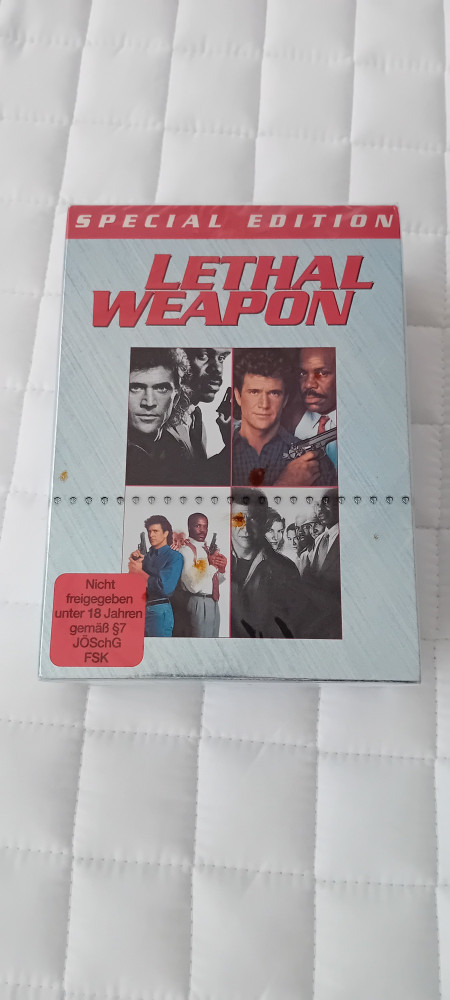 SPECIAL EDITION
LETHAL
WEAPON
Nicht
freigegeben
unter 18 Jahren
gemäß §7
JÖSchG
FSK